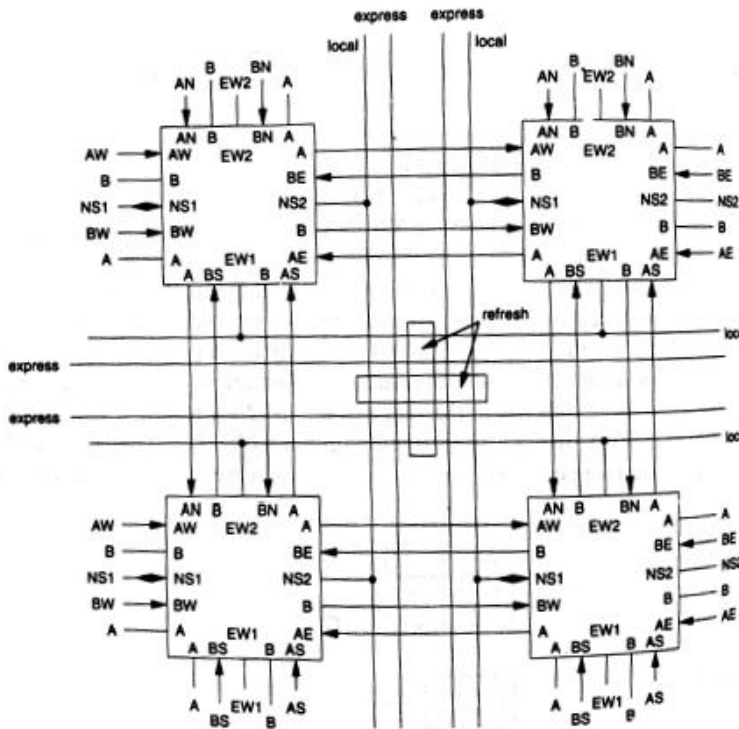 express express
local local
B BN B BN
AN EW2 A AN EW2 A
AN B BN A AN B BN A
AW AW EW2 A AW EW2 A A
B B BE B BE BE
NS1 NS1 NS2 NS1 NS2 NS2
BW BW B BW B B
A A EW1 AE A EW1 AE AE
A BS B AS A BS B AS
refresh
express
express
AN B BN A AN B BN A
AW AW EW2 A AW EW2 A A
B B BE B BE BE
NS1 NS1 NS2 NS1 NS2 NS2
BW BW B BW B B
A A EW1 AE A EW1 AE AE
A BS B AS A BS B AS
A EW1 AS A EW1 AS
BS B BS B